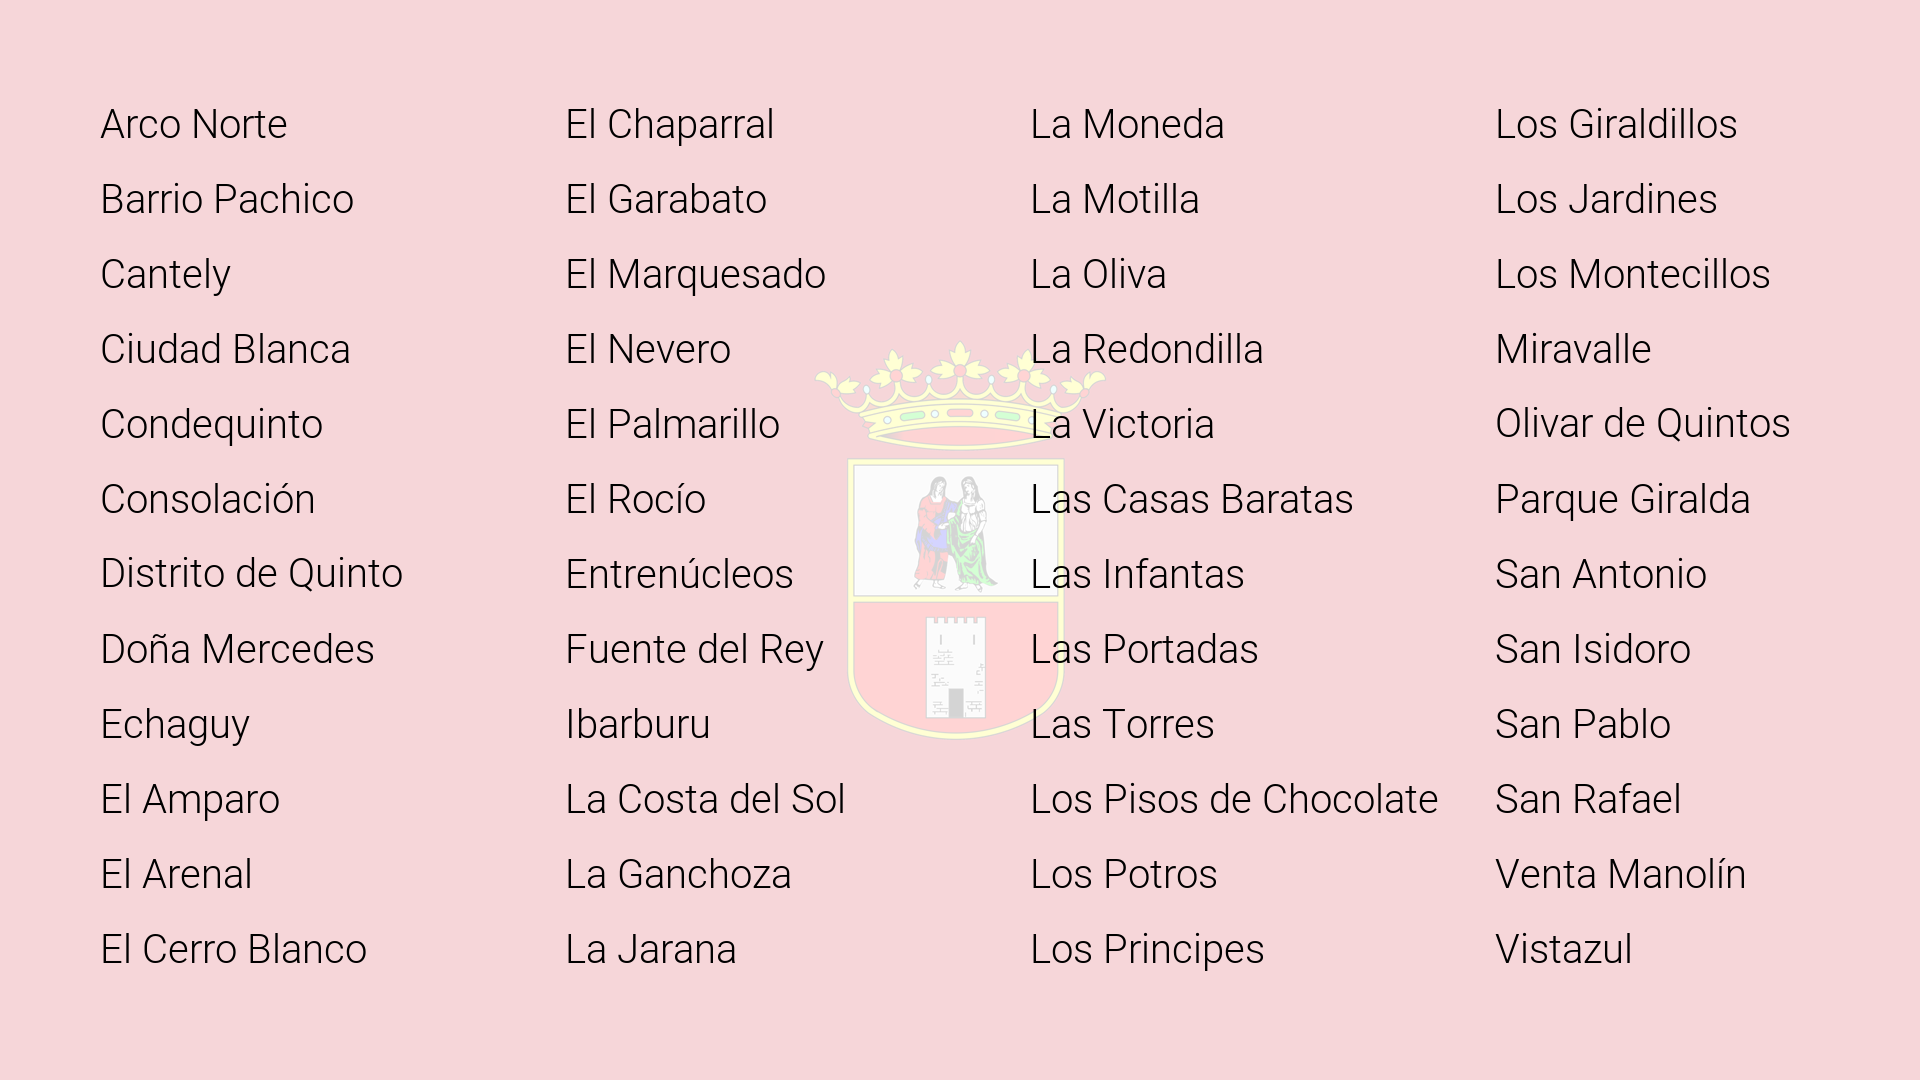 Arco Norte
Barrio Pachico
Cantely
Ciudad Blanca
Condequinto
Consolación
Distrito de Quinto
Doña Mercedes
Echaguy
El Amparo
El Arenal
El Cerro Blanco
El Chaparral
El Garabato
El Marquesado
El Nevero
El Palmarillo
El Rocío
Entrenúcleos
Fuente del Rey
Ibarburu
La Costa del Sol
La Ganchoza
La Jarana
La Moneda
La Motilla
La Oliva
La Redondilla
La Victoria
Las Casas Baratas
Las Infantas
Las Portadas
Las Torres
Los Pisos de Chocolate
Los Potros
Los Principes
Los Giraldillos
Los Jardines
Los Montecillos
Miravalle
Olivar de Quintos
Parque Giralda
San Antonio
San Isidoro
San Pablo
San Rafael
Venta Manolín
Vistazul